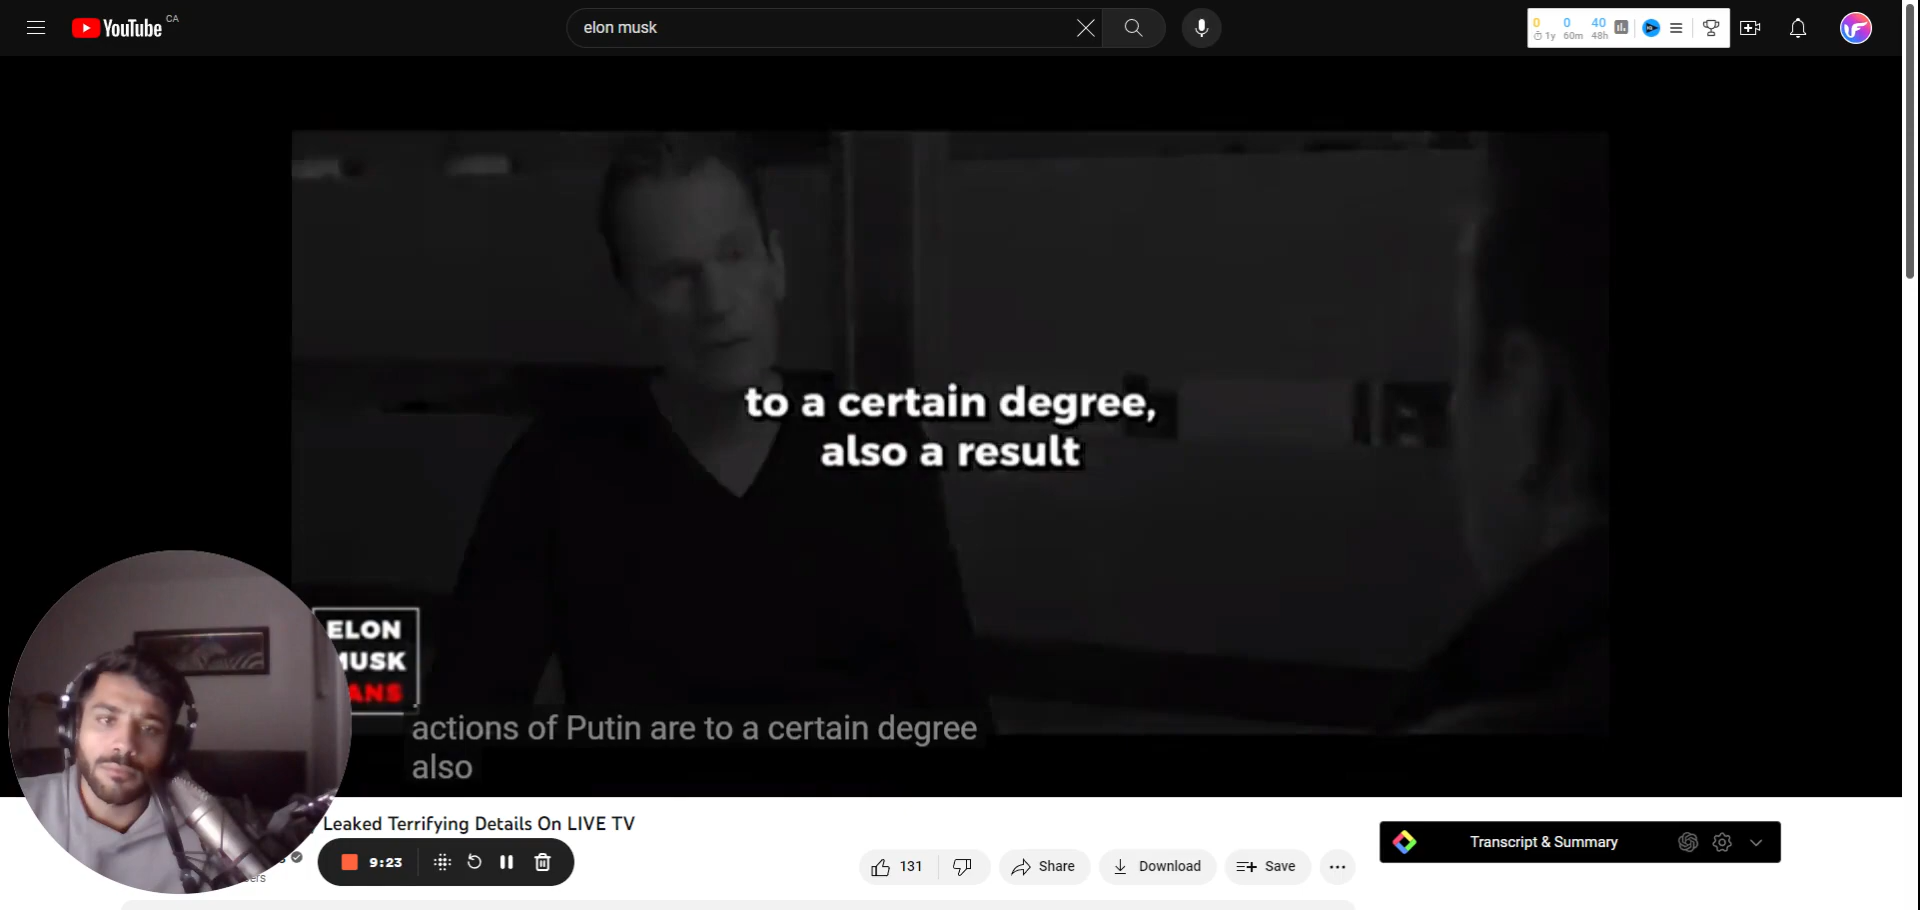 YouTube CA
elon musk
0 0 40
1y 60m 48h
to a certain degree,
also a result
ELON
MUSK
ANS
actions of Putin are to a certain degree
also
Leaked Terrifying Details On LIVE TV
9:23
131
Share
Download
Save
Transcript & Summary